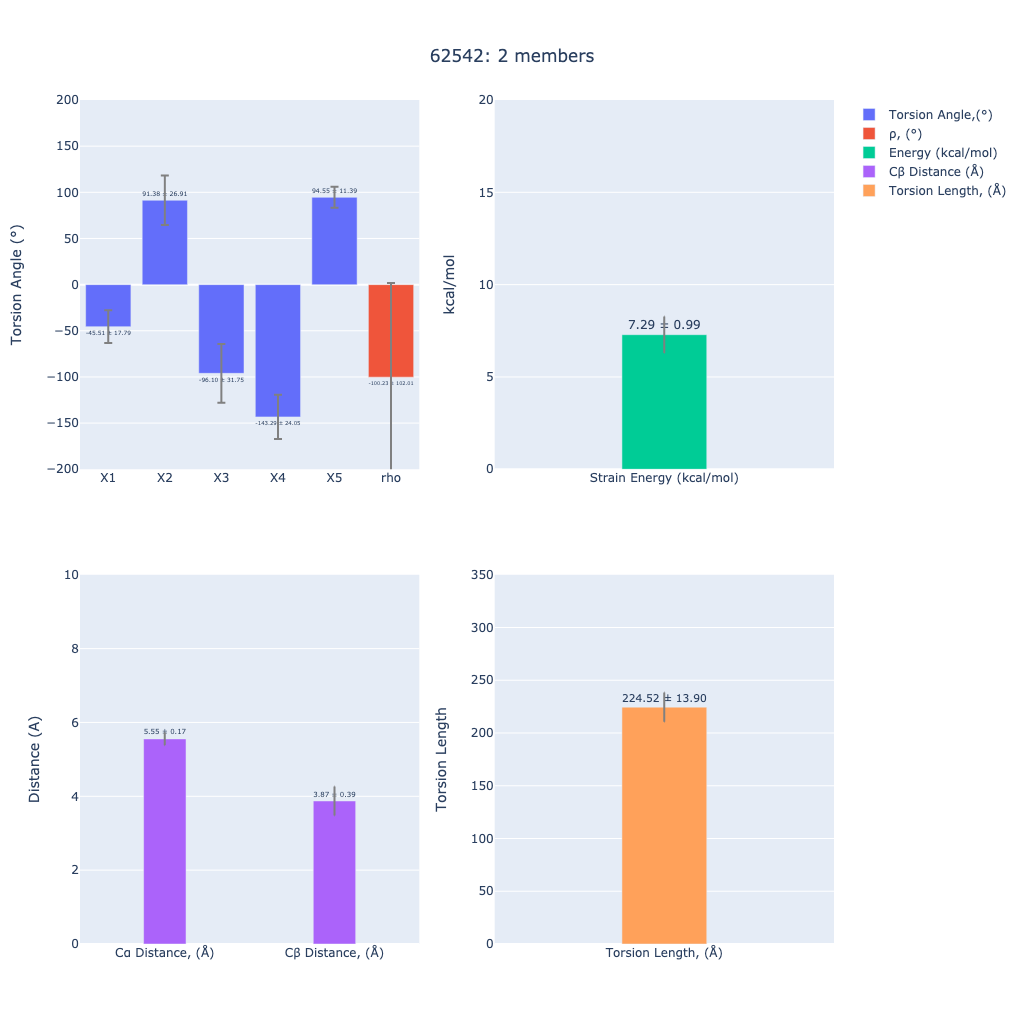 62542: 2 members
Torsion Angle (°)
200
150
100
50
0
−50
−100
−150
−200
91.38 ± 26.91
94.55 ± 11.39
-45.51 ± 17.79
-96.10 ± 31.75
-100.23 ± 102.01
-143.29 ± 24.05
X1 X2 X3 X4 X5 rho
kcal/mol
20
15
10
5
0
7.29 ± 0.99
Strain Energy (kcal/mol)
Torsion Angle,(°)
ρ, (°)
Energy (kcal/mol)
Cβ Distance (Å)
Torsion Length, (Å)
Distance (A)
10
8
6
4
2
0
5.55 ± 0.17
3.87 ± 0.39
Cα Distance, (Å) Cβ Distance, (Å)
Torsion Length
350
300
250
200
150
100
50
0
224.52 ± 13.90
Torsion Length, (Å)